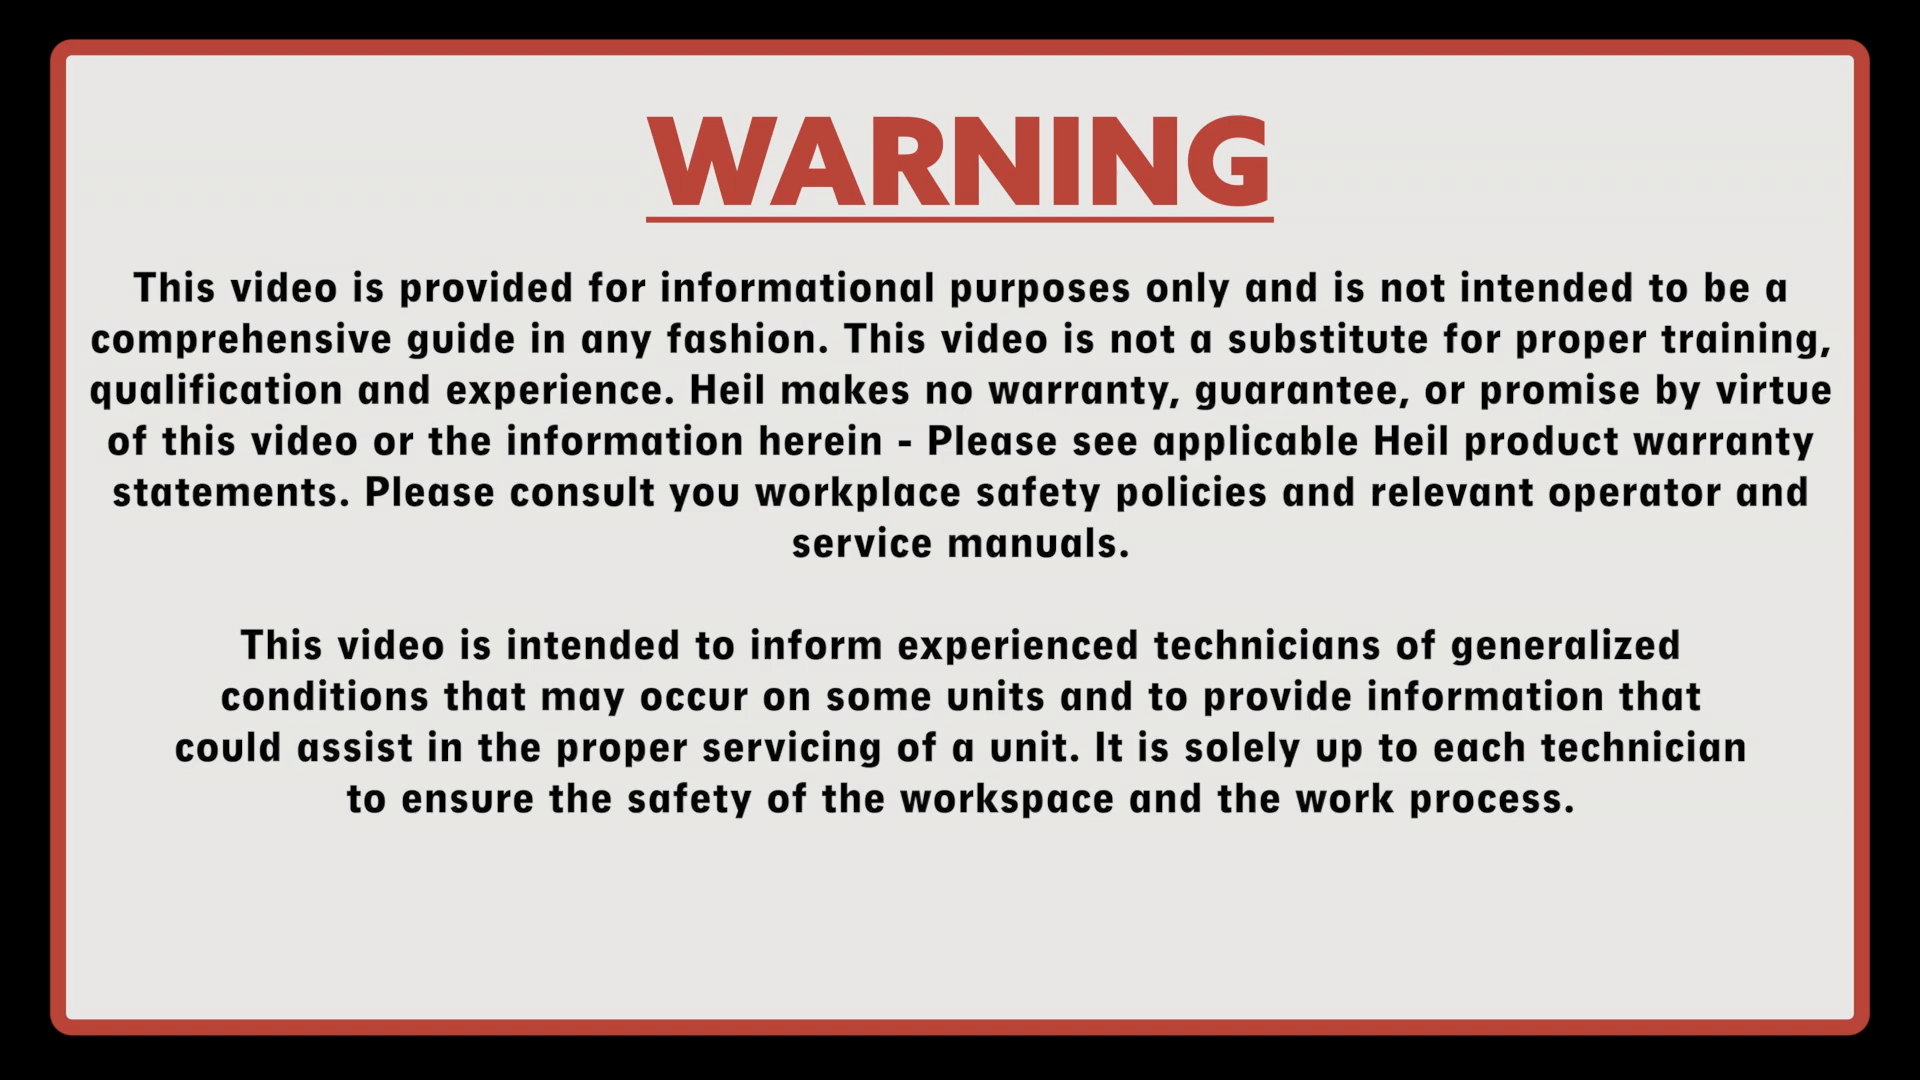 WARNING
This video is provided for informational purposes only and is not intended to be a
comprehensive guide in any fashion. This video is not a substitute for proper training,
qualification and experience. Heil makes no warranty, guarantee, or promise by virtue
of this video or the information herein - Please see applicable Heil product warranty
statements. Please consult you workplace safety policies and relevant operator and
service manuals.
This video is intended to inform experienced technicians of generalized
conditions that may occur on some units and to provide information that
could assist in the proper servicing of a unit. It is solely up to each technician
to ensure the safety of the workspace and the work process.